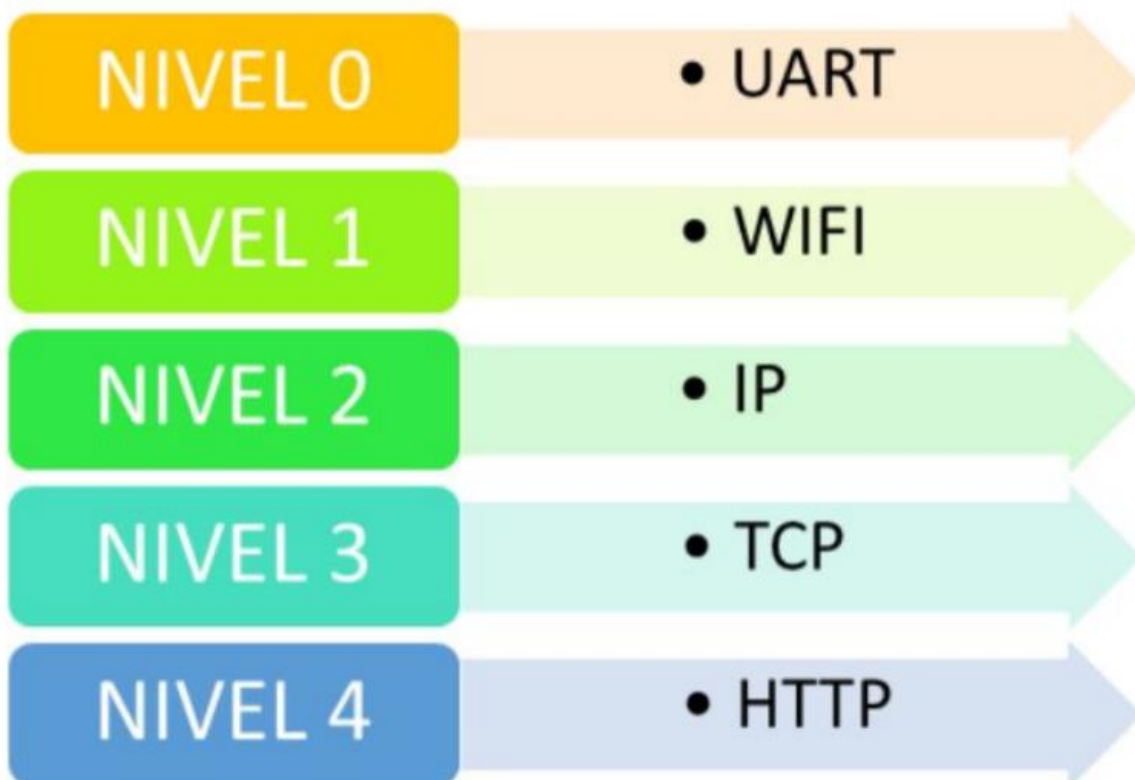 NIVEL 0 • UART
NIVEL 1 • WIFI
NIVEL 2 • IP
NIVEL 3 • TCP
NIVEL 4 • HTTP